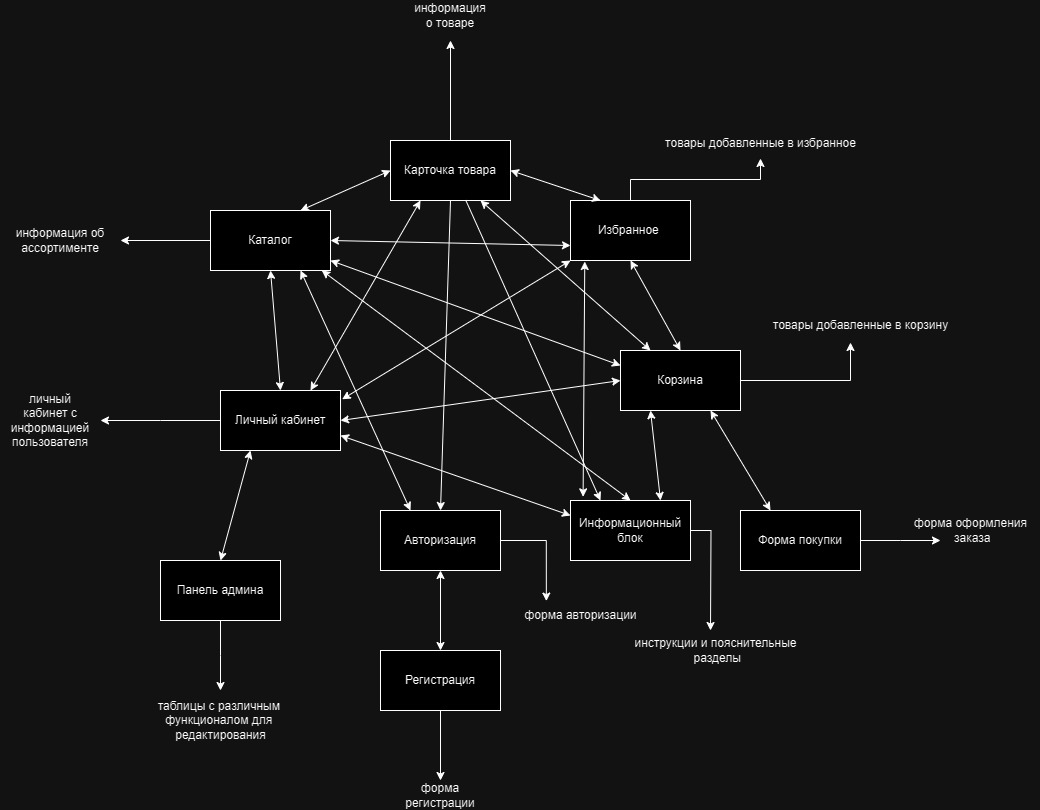 информация
о товаре
товары добавленные в избранное
Карточка товара
Избранное
Каталог
информация об
ассортименте
товары добавленные в корзину
Корзина
личный
кабинет с
информацией
пользователя
Личный кабинет
Авторизация
Информационный
блок
Форма покупки
форма оформления
заказа
Панель админа
форма авторизации
инструкции и пояснительные
разделы
Регистрация
таблицы с различным
функционалом для
редактирования
форма
регистрации